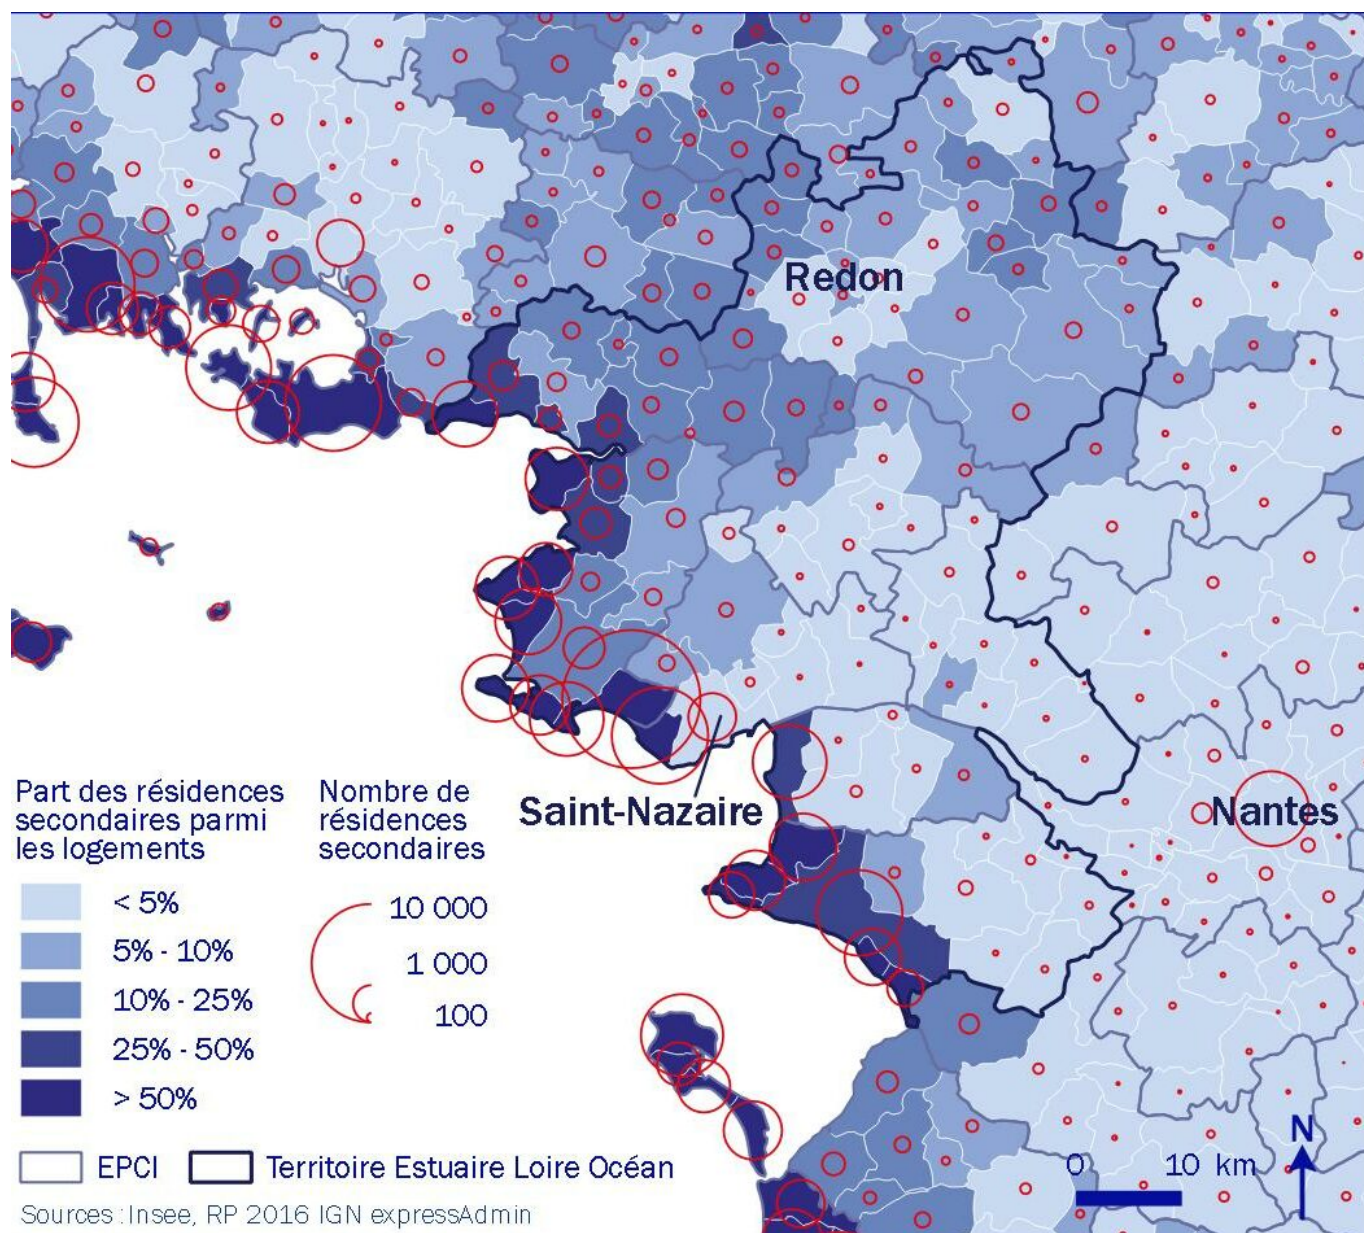 Redon
Saint-Nazaire
Nantes
Part des résidences
secondaires parmi
les logements
< 5%
5% - 10%
10% - 25%
25% - 50%
> 50%
Nombre de
résidences
secondaires
10 000
1 000
100
EPCI
Territoire Estuaire Loire Océan
Sources : Insee, RP 2016 IGN expressAdmin
0 10 km
N